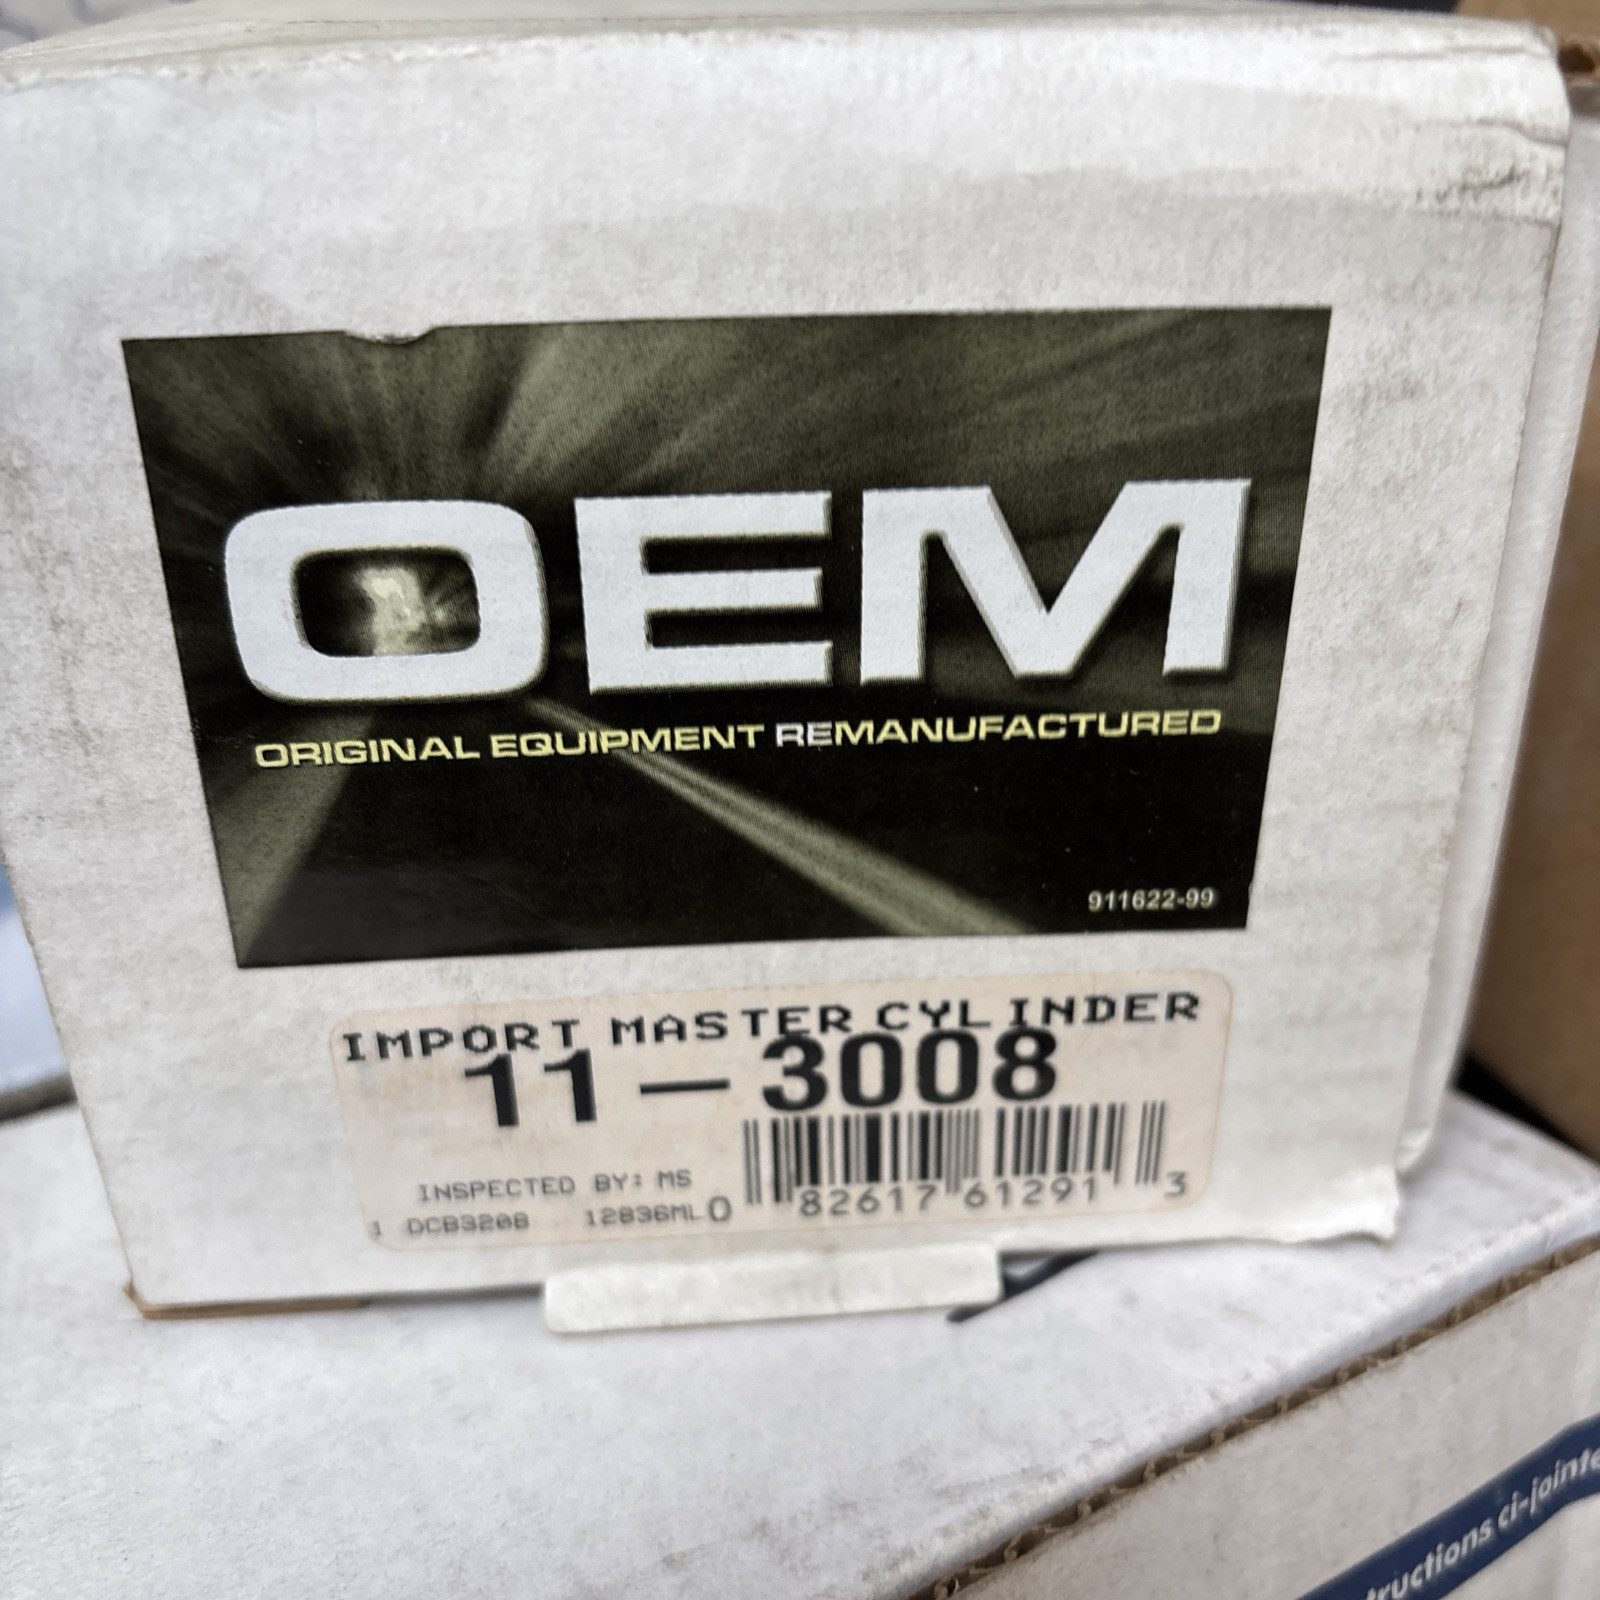 OEM
ORIGINAL EQUIPMENT REMANUFACTURED
911622-99
IMPORT MASTER CYLINDER
11-3008
INSPECTED BY: MS
1 DCB3208 12836ML
0 82617 61291 3
ructions ci-jointe